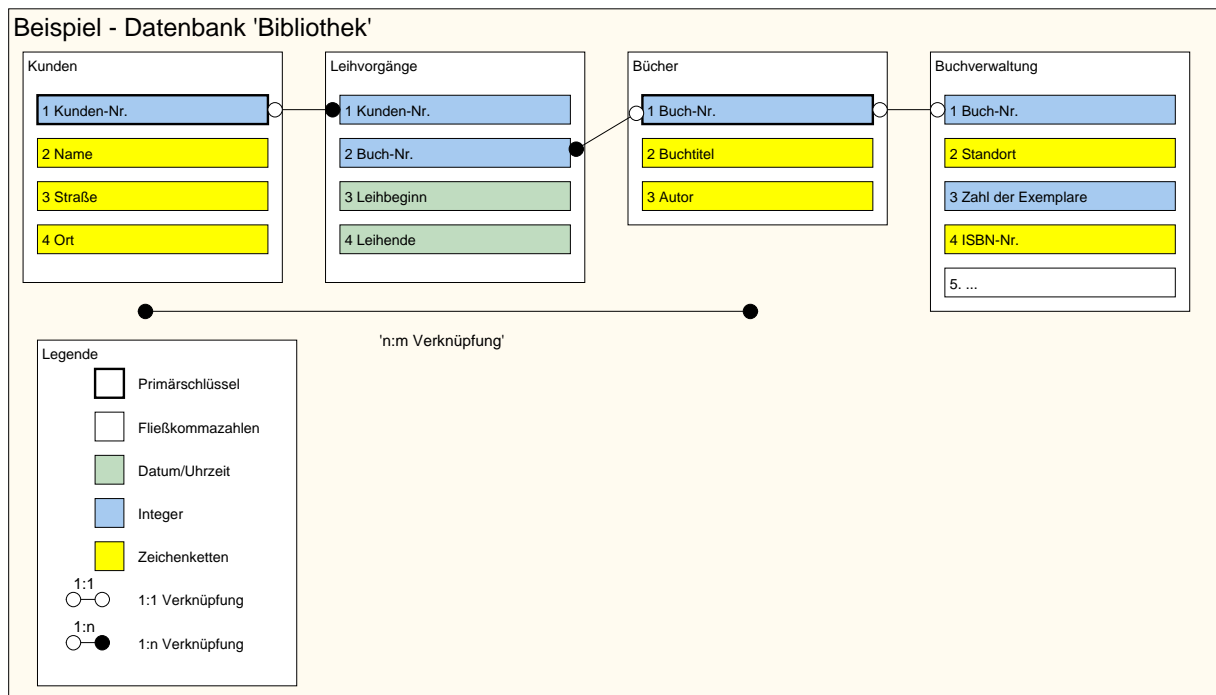 Beispiel - Datenbank 'Bibliothek'
Kunden
1 Kunden-Nr.
2 Name
3 Straße
4 Ort
Leihvorgänge
1 Kunden-Nr.
2 Buch-Nr.
3 Leihbeginn
4 Leihende
Bücher
1 Buch-Nr.
2 Buchtitel
3 Autor
Buchverwaltung
1 Buch-Nr.
2 Standort
3 Zahl der Exemplare
4 ISBN-Nr.
5. ...
'n:m Verknüpfung'
Legende
Primärschlüssel
Fließkommazahlen
Datum/Uhrzeit
Integer
Zeichenketten
1:1
1:1 Verknüpfung
1:n
1:n Verknüpfung